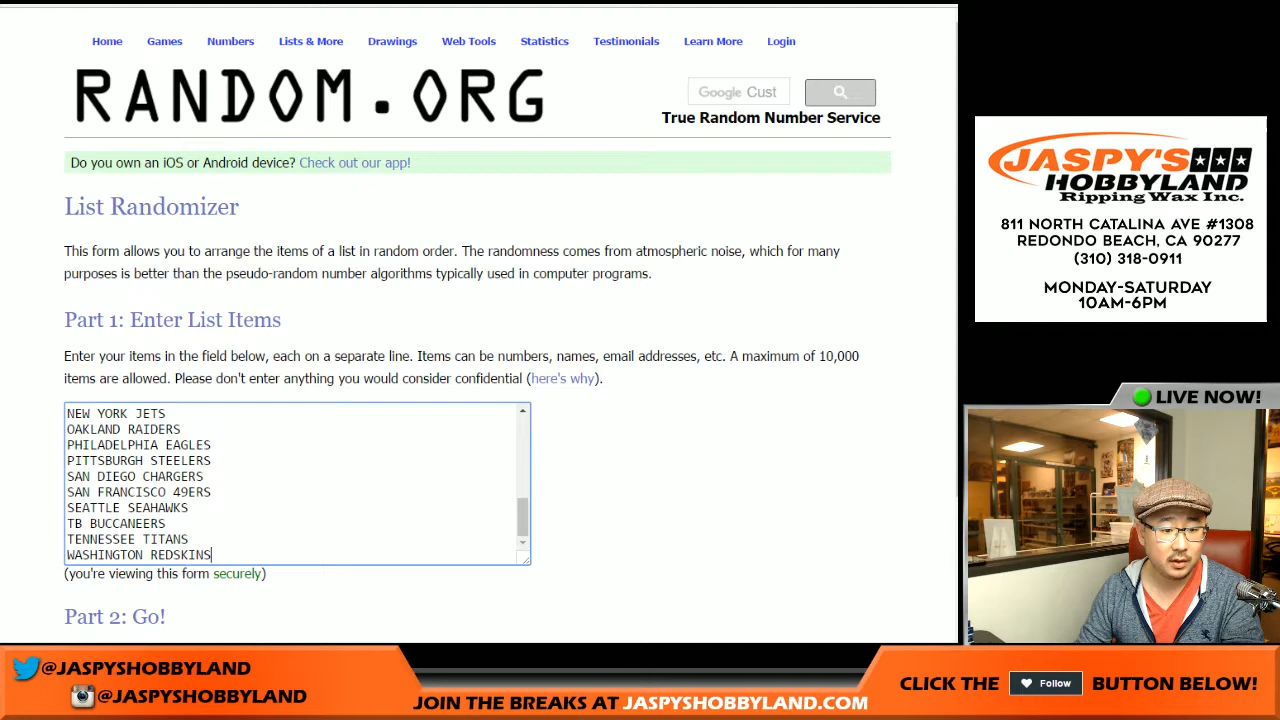 Home Games Numbers Lists & More Drawings Web Tools Statistics Testimonials Learn More Login
RANDOM.ORG
Google Cust
True Random Number Service
Do you own an iOS or Android device? Check out our app!
List Randomizer
This form allows you to arrange the items of a list in random order. The randomness comes from atmospheric noise, which for many
purposes is better than the pseudo-random number algorithms typically used in computer programs.
Part 1: Enter List Items
Enter your items in the field below, each on a separate line. Items can be numbers, names, email addresses, etc. A maximum of 10,000
items are allowed. Please don't enter anything you would consider confidential (here's why).
NEW YORK JETS
OAKLAND RAIDERS
PHILADELPHIA EAGLES
PITTSBURGH STEELERS
SAN DIEGO CHARGERS
SAN FRANCISCO 49ERS
SEATTLE SEAHAWKS
TB BUCCANEERS
TENNESSEE TITANS
WASHINGTON REDSKINS
(you're viewing this form securely)
Part 2: Go!
JASPY'S
HOBBYLAND
Ripping Wax Inc.
811 NORTH CATALINA AVE #1308
REDONDO BEACH, CA 90277
(310) 318-0911
MONDAY-SATURDAY
10AM-6PM
LIVE NOW!
@JASPYSHOBBYLAND
@JASPYSHOBBYLAND
JOIN THE BREAKS AT JASPYSHOBBYLAND.COM
CLICK THE Follow BUTTON BELOW!